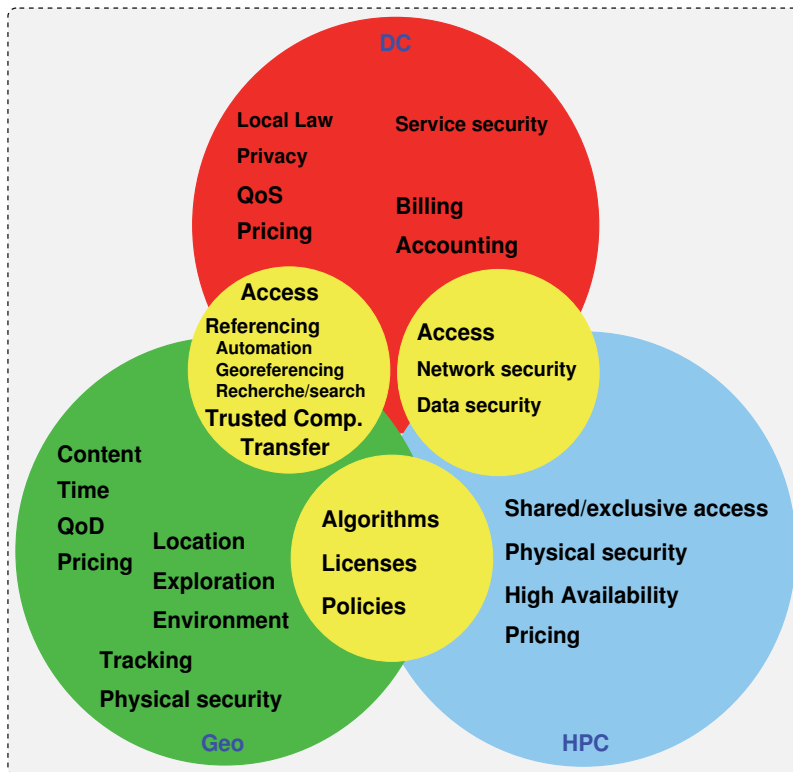 DC
Local Law
Privacy
QoS
Pricing
Service security
Billing
Accounting
Access
Referencing
Automation
Georeferencing
Recherche/search
Trusted Comp.
Transfer
Access
Network security
Data security
Content
Time
QoD
Pricing
Location
Exploration
Environment
Tracking
Physical security
Geo
Algorithms
Licenses
Policies
Shared/exclusive access
Physical security
High Availability
Pricing
HPC